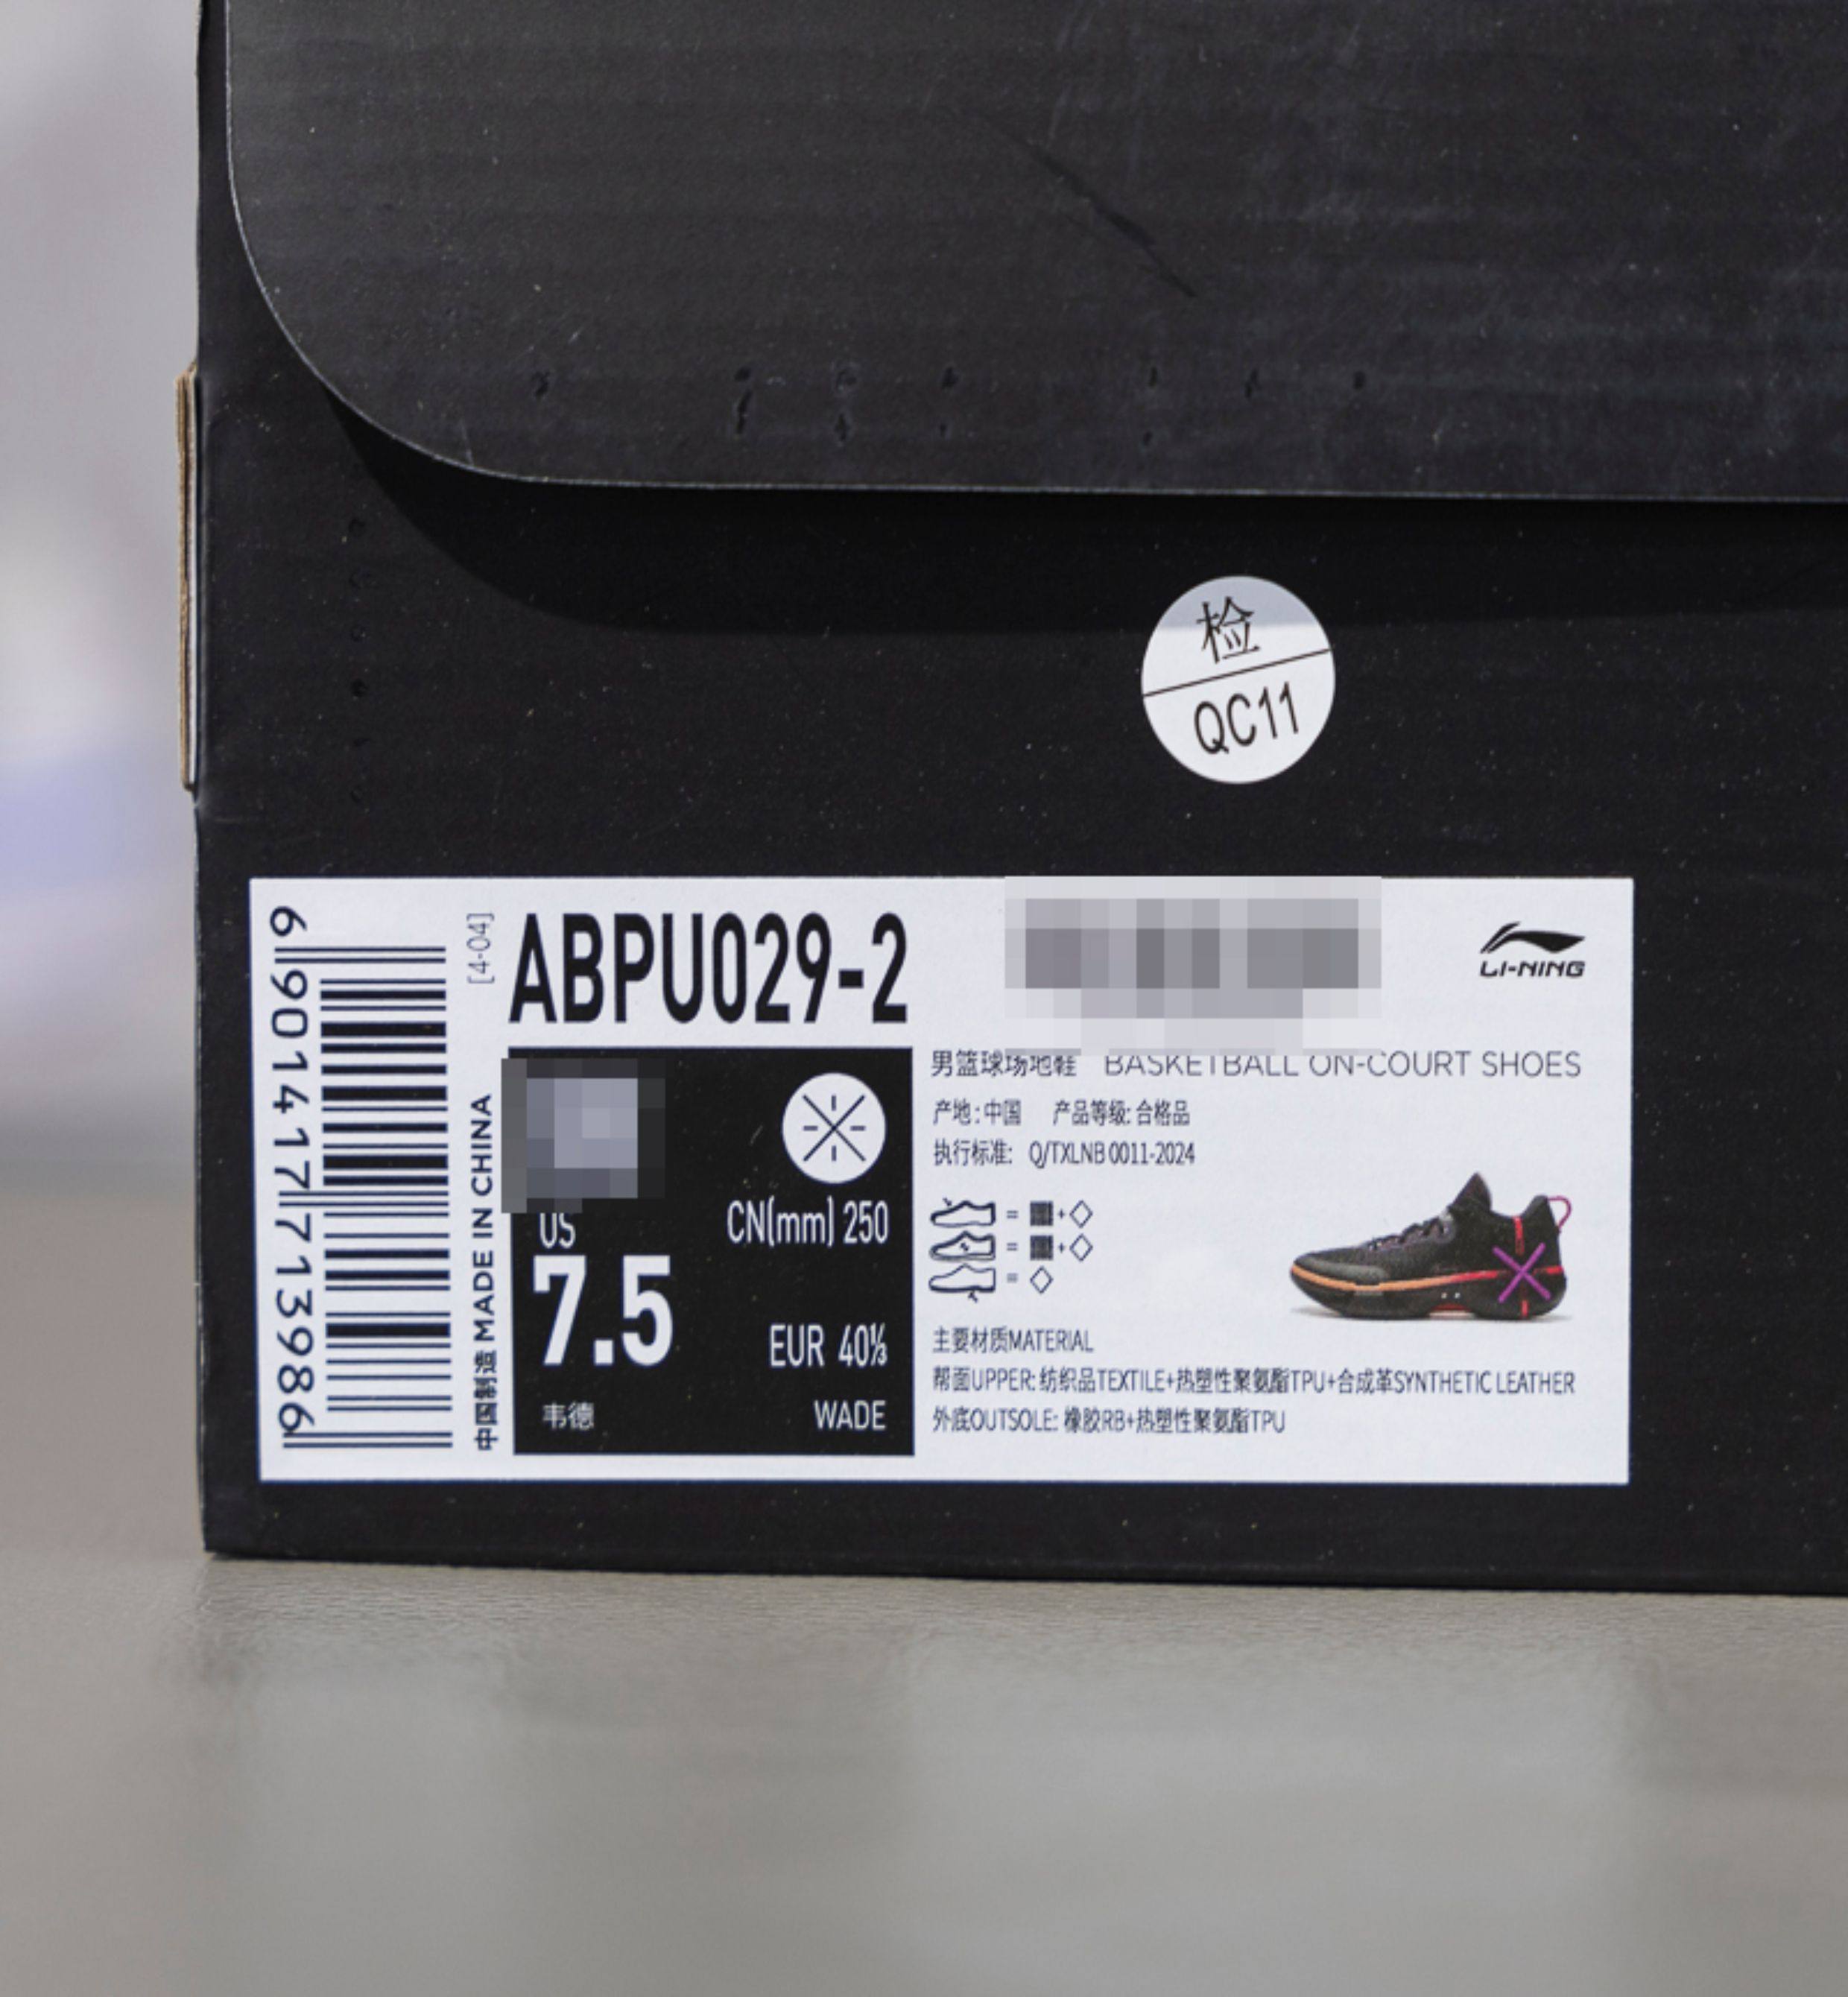 检
QC11
6901417713986
[4-04]
中国制造 MADE IN CHINA
ABPU029-2
LI-NING
US
7.5
CN(mm) 250
EUR 40⅓
韦德
WADE
男篮球场地鞋 BASKETBALL ON-COURT SHOES
产地:中国 产品等级:合格品
执行标准: Q/TXLNB 0011-2024
= +◇
= +◇
= ◇
主要材质MATERIAL
帮面UPPER:纺织品TEXTILE+热塑性聚氨酯TPU+合成革SYNTHETIC LEATHER
外底OUTSOLE: 橡胶RB+热塑性聚氨酯TPU